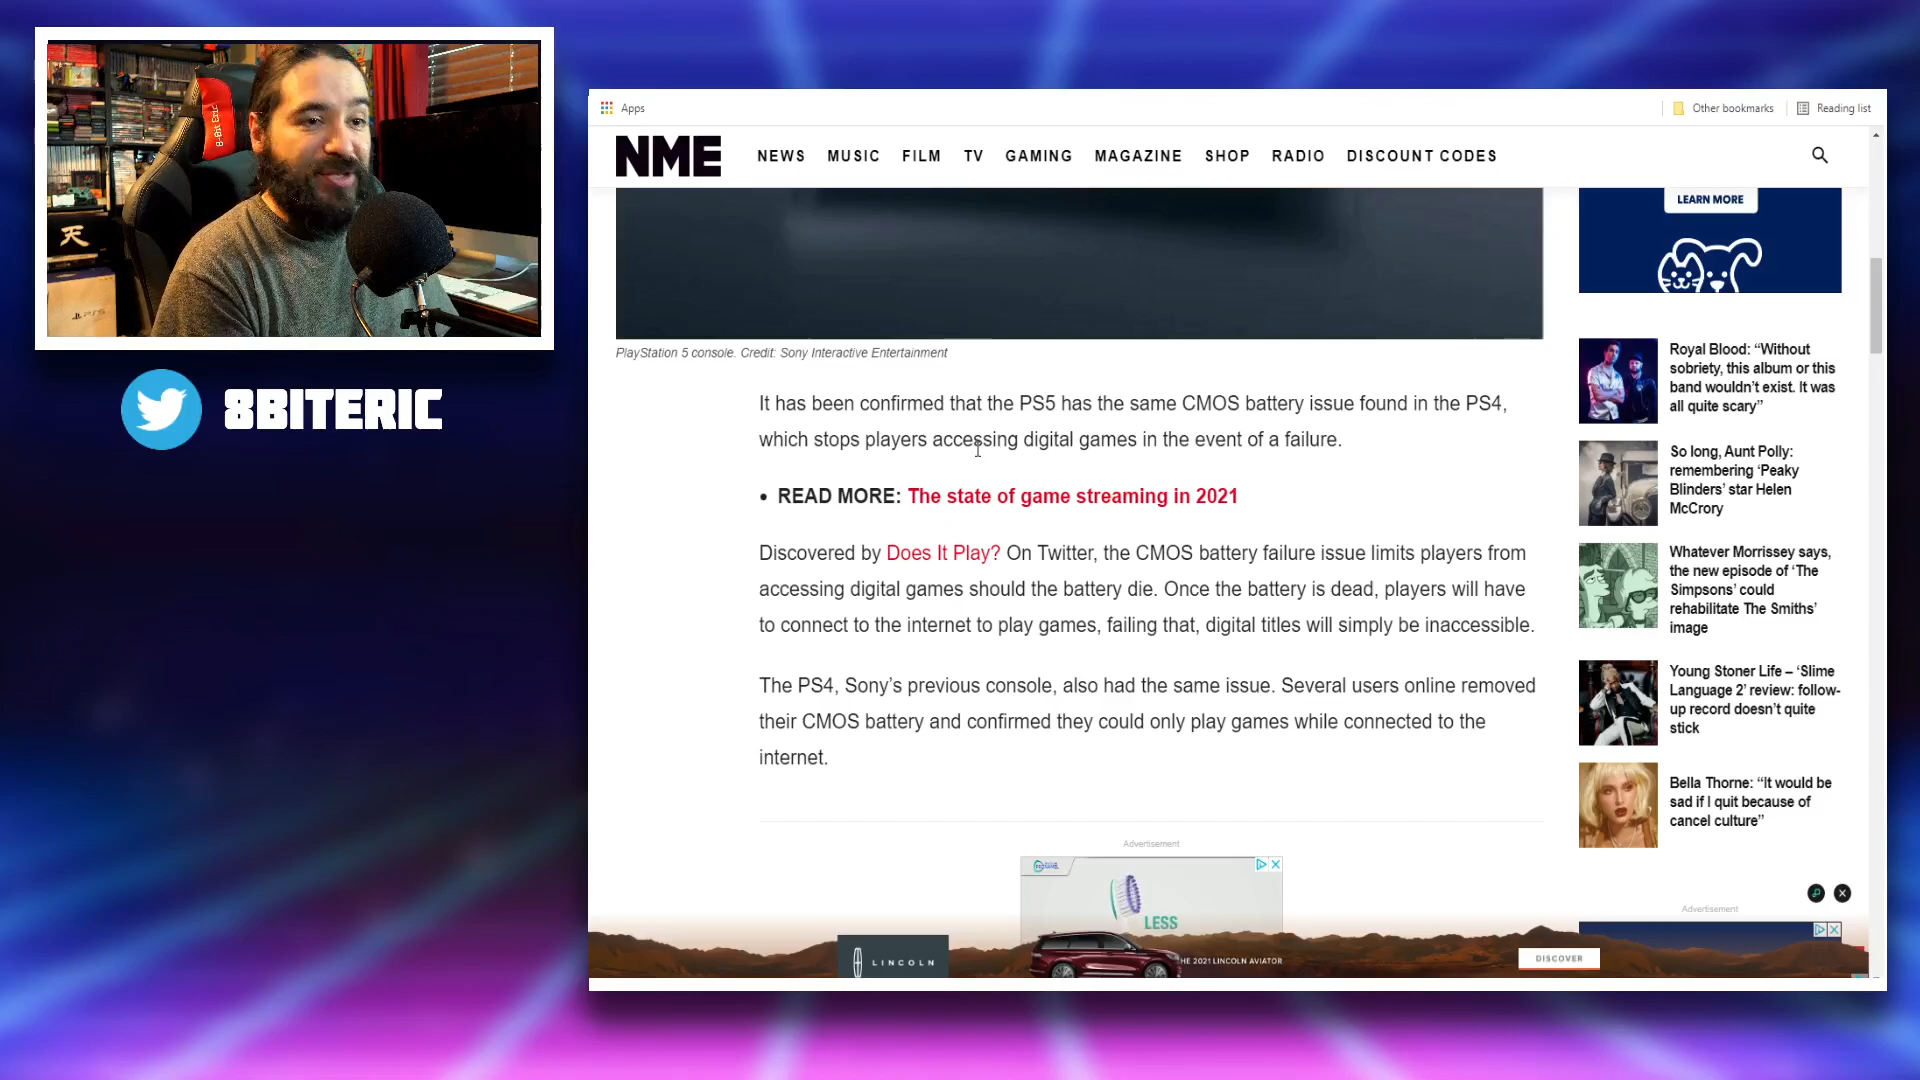 8-Bit Eric
天
PS5
8BITERIC
Apps
Other bookmarks
Reading list
NME
NEWS MUSIC FILM TV GAMING MAGAZINE SHOP RADIO DISCOUNT CODES
LEARN MORE
PlayStation 5 console. Credit: Sony Interactive Entertainment
It has been confirmed that the PS5 has the same CMOS battery issue found in the PS4,
which stops players accessing digital games in the event of a failure.
• READ MORE: The state of game streaming in 2021
Discovered by Does It Play? On Twitter, the CMOS battery failure issue limits players from
accessing digital games should the battery die. Once the battery is dead, players will have
to connect to the internet to play games, failing that, digital titles will simply be inaccessible.
The PS4, Sony’s previous console, also had the same issue. Several users online removed
their CMOS battery and confirmed they could only play games while connected to the
internet.
Royal Blood: “Without
sobriety, this album or this
band wouldn’t exist. It was
all quite scary”
So long, Aunt Polly:
remembering ‘Peaky
Blinders’ star Helen
McCrory
Whatever Morrissey says,
the new episode of ‘The
Simpsons’ could
rehabilitate The Smiths’
image
Young Stoner Life – ‘Slime
Language 2’ review: follow-
up record doesn’t quite
stick
Bella Thorne: “It would be
sad if I quit because of
cancel culture”
Advertisement
LESS
Advertisement
LINCOLN
HE 2021 LINCOLN AVIATOR
DISCOVER